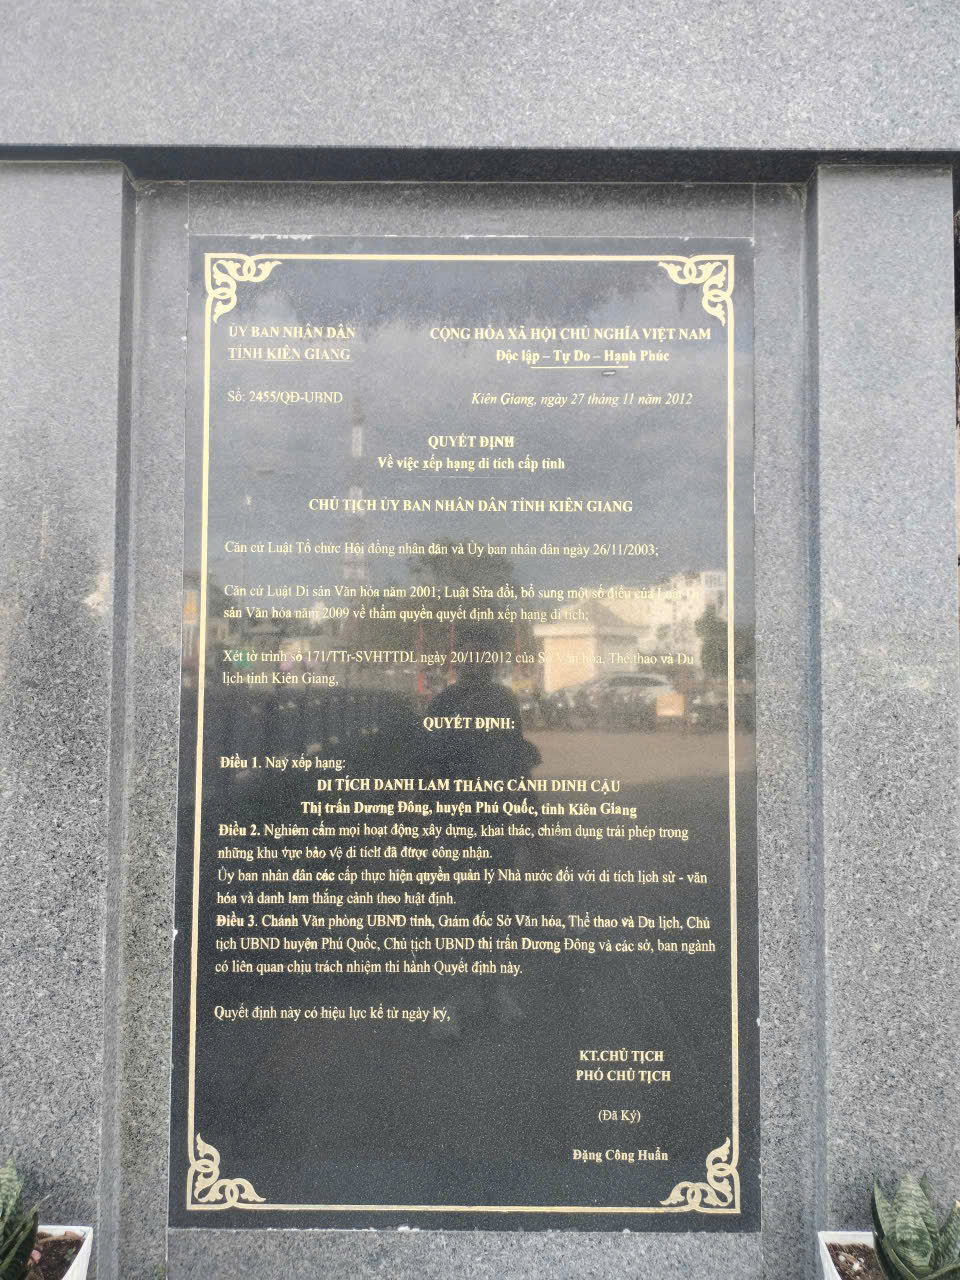 ỦY BAN NHÂN DÂN
TỈNH KIÊN GIANG
CỘNG HÒA XÃ HỘI CHỦ NGHĨA VIỆT NAM
Độc lập – Tự Do – Hạnh Phúc
Số: 2455/QĐ-UBND
Kiên Giang, ngày 27 tháng 11 năm 2012
QUYẾT ĐỊNH
Về việc xếp hạng di tích cấp tỉnh
CHỦ TỊCH ỦY BAN NHÂN DÂN TỈNH KIÊN GIANG
Căn cứ Luật Tổ chức Hội đồng nhân dân và Ủy ban nhân dân ngày 26/11/2003;
Căn cứ Luật Di sản Văn hóa năm 2001; Luật Sửa đổi, bổ sung một số điều của Luật Di
sản Văn hóa năm 2009 về thẩm quyền quyết định xếp hạng di tích;
Xét tờ trình số 171/TTr-SVHTTDL ngày 20/11/2012 của Sở Văn hóa, Thể thao và Du
lịch tỉnh Kiên Giang,
QUYẾT ĐỊNH:
Điều 1. Nay xếp hạng:
DI TÍCH DANH LAM THẮNG CẢNH DINH CẬU
Thị trấn Dương Đông, huyện Phú Quốc, tỉnh Kiên Giang
Điều 2. Nghiêm cấm mọi hoạt động xây dựng, khai thác, chiếm dụng trái phép trọng
những khu vực bảo vệ di tích đã được công nhận.
Ủy ban nhân dân các cấp thực hiện quyền quản lý Nhà nước đối với di tích lịch sử - văn
hóa và danh lam thắng cảnh theo luật định.
Điều 3. Chánh Văn phòng UBND tỉnh, Giám đốc Sở Văn hóa, Thể thao và Du lịch, Chủ
tịch UBND huyện Phú Quốc, Chủ tịch UBND thị trấn Dương Đông và các sở, ban ngành
có liên quan chịu trách nhiệm thi hành Quyết định này.
Quyết định này có hiệu lực kể từ ngày ký,
KT.CHỦ TỊCH
PHÓ CHỦ TỊCH
(Đã Ký)
Đặng Công Huẩn